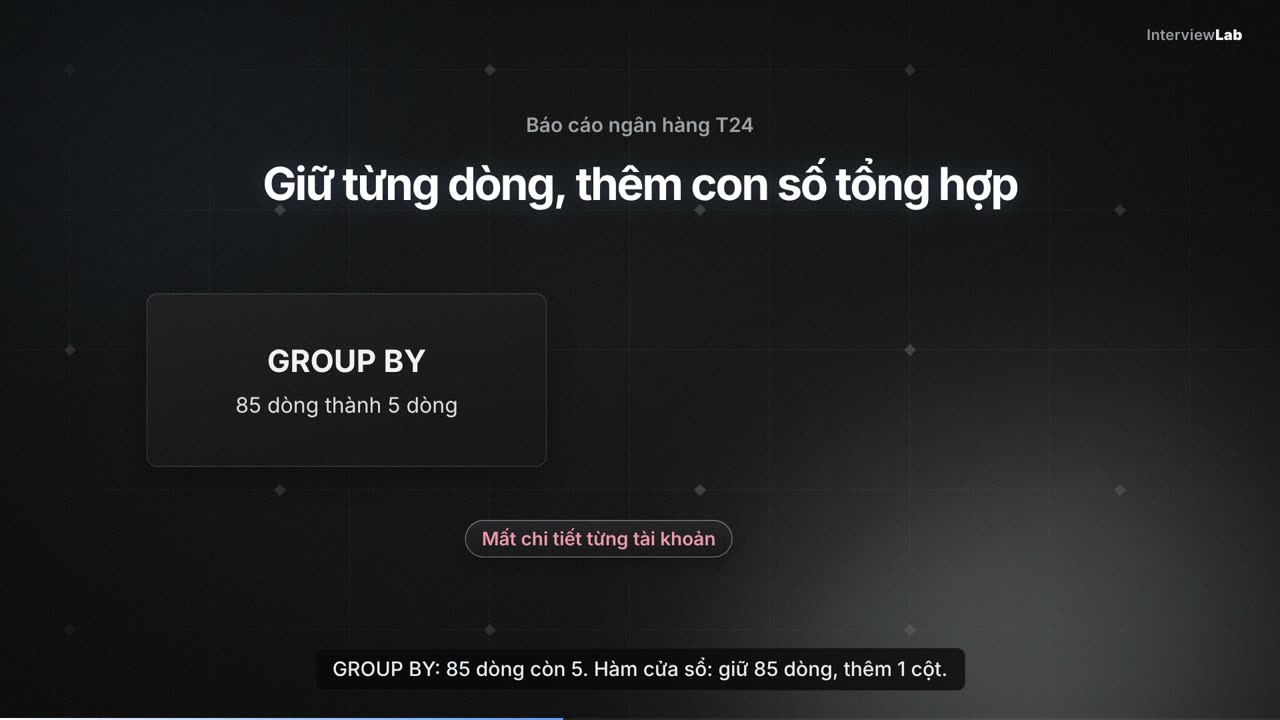 InterviewLab
Báo cáo ngân hàng T24
Giữ từng dòng, thêm con số tổng hợp
GROUP BY
85 dòng thành 5 dòng
Mất chi tiết từng tài khoản
GROUP BY: 85 dòng còn 5. Hàm cửa sổ: giữ 85 dòng, thêm 1 cột.